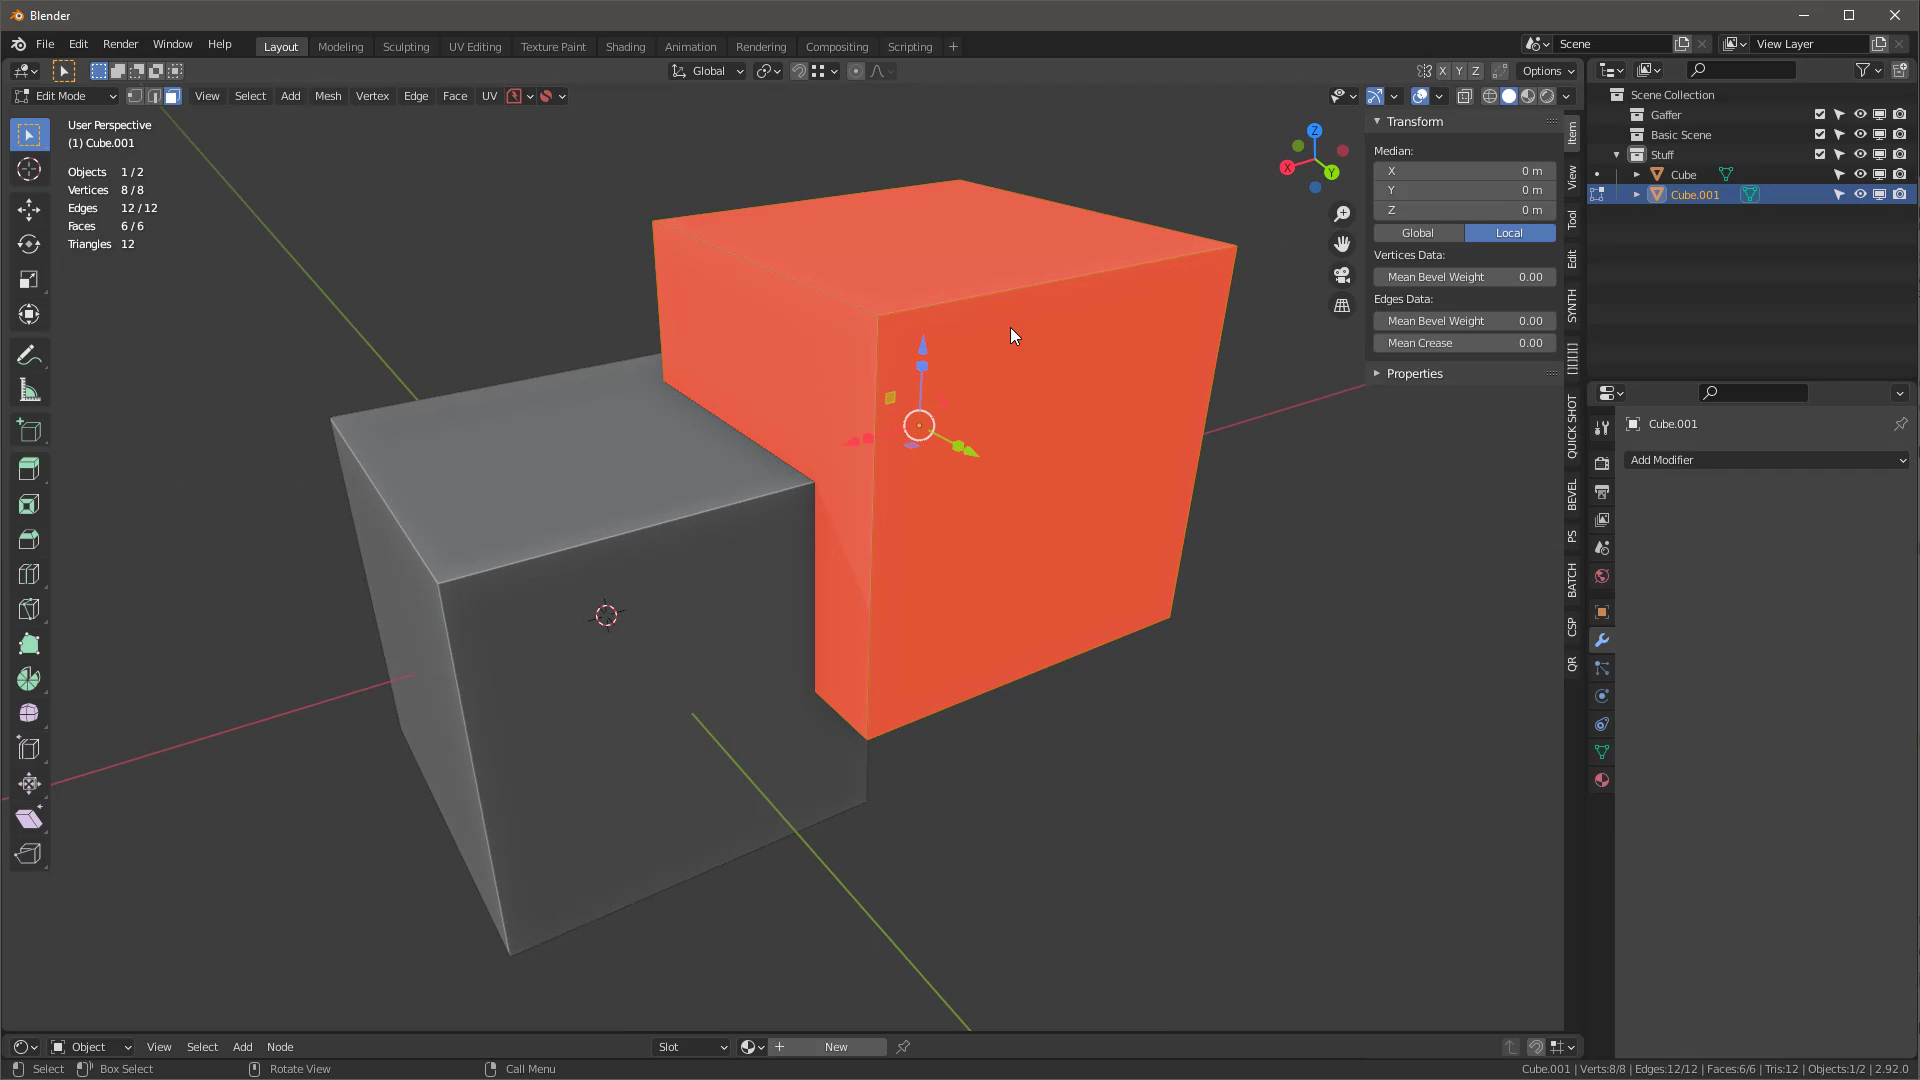 Blender
File Edit Render Window Help
Layout Modeling Sculpting UV Editing Texture Paint Shading Animation Rendering Compositing Scripting +
Scene
View Layer
Global
X Y Z
Options
Edit Mode
View Select Add Mesh Vertex Edge Face UV
User Perspective
(1) Cube.001
Objects 1 / 2
Vertices 8 / 8
Edges 12 / 12
Faces 6 / 6
Triangles 12
Z
X
Y
Transform
Median:
X 0 m
Y 0 m
Z 0 m
Global Local
Vertices Data:
Mean Bevel Weight 0.00
Edges Data:
Mean Bevel Weight 0.00
Mean Crease 0.00
Properties
Item
View
Tool
Edit
SYNTH
[][][][]
QUICK SHOT
BEVEL
PS
BATCH
CSP
QR
Scene Collection
Gaffer
Basic Scene
Stuff
Cube
Cube.001
Cube.001
Add Modifier
Object
View Select Add Node
Slot
+ New
Select
Box Select
Rotate View
Call Menu
Cube.001 | Verts:8/8 | Edges:12/12 | Faces:6/6 | Tris:12 | Objects:1/2 | 2.92.0